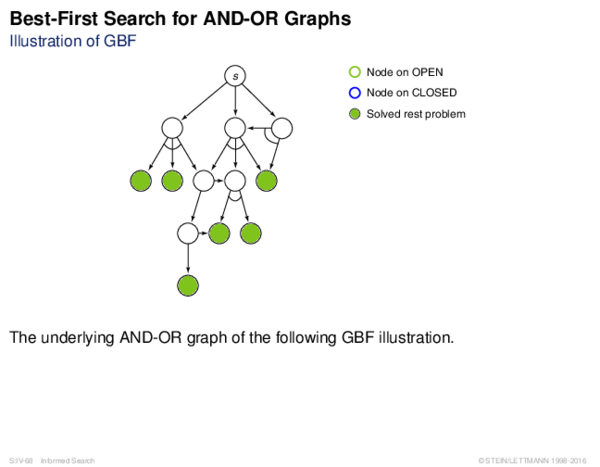 Best-First Search for AND-OR Graphs
Illustration of GBF
s
Node on OPEN
Node on CLOSED
Solved rest problem
The underlying AND-OR graph of the following GBF illustration.
S:IV-68 Informed Search
© STEIN/LETTMANN 1998-2016